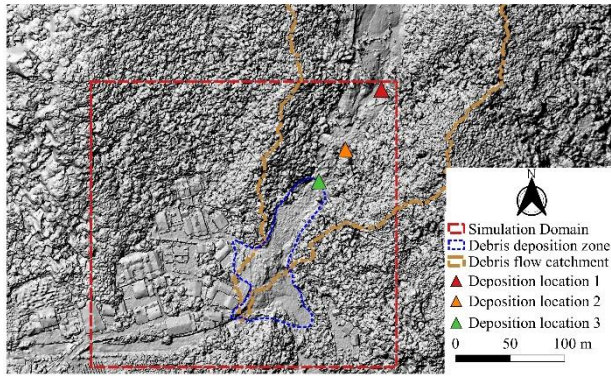 N
Simulation Domain
Debris deposition zone
Debris flow catchment
Deposition location 1
Deposition location 2
Deposition location 3
0 50 100 m